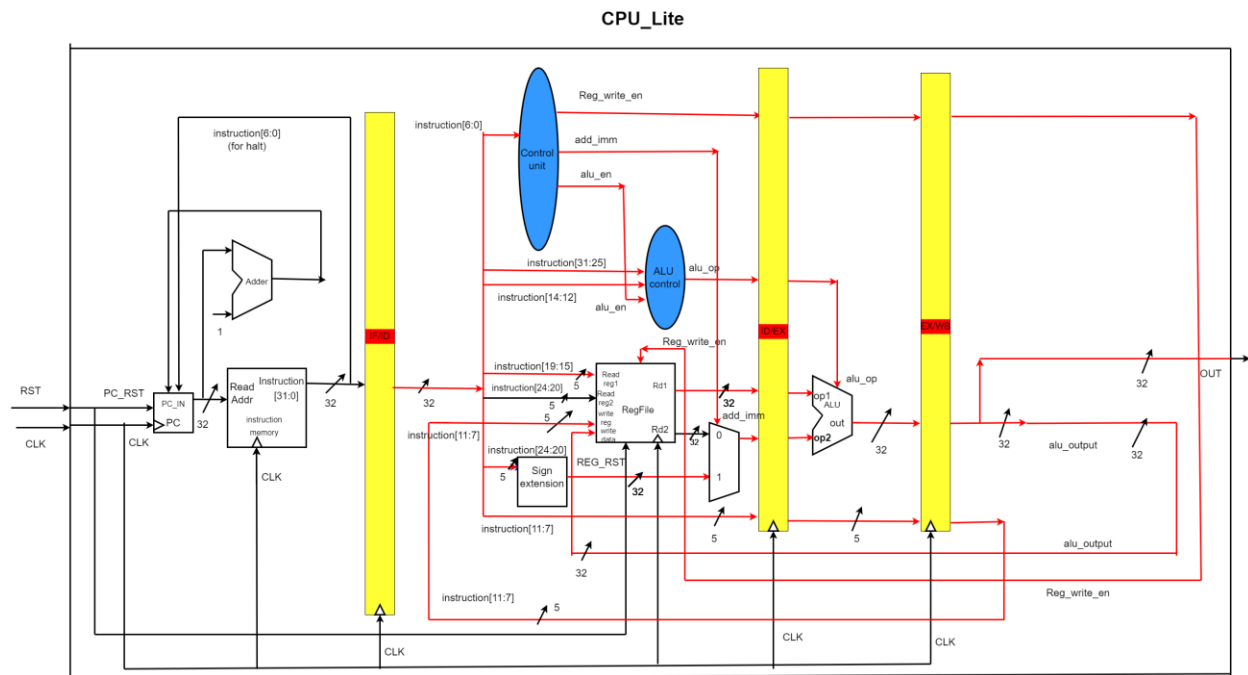 CPU_Lite
instruction[6:0]
(for halt)
Adder
1
RST
CLK
PC_RST
CLK
PC_IN
PC
32
Read
Addr
Instruction
[31:0]
instruction
memory
CLK
32
IF/ID
CLK
32
instruction[6:0]
Control
unit
Reg_write_en
add_imm
alu_en
instruction[31:25]
instruction[14:12]
alu_en
ALU
control
alu_op
Reg_write_en
instruction[19:15]
5
instruction[24:20]
5
5
instruction[11:7]
instruction[24:20]
5
Read
reg1
Read
reg2
write
reg
write
data
RegFile
Rd1
Rd2
32
32
REG_RST
Sign
extension
32
add_imm
0
1
instruction[11:7]
5
32
instruction[11:7]
5
ID/EX
CLK
alu_op
op1
op2
ALU
out
32
5
EX/WB
CLK
32
32
alu_output
32
OUT
alu_output
Reg_write_en